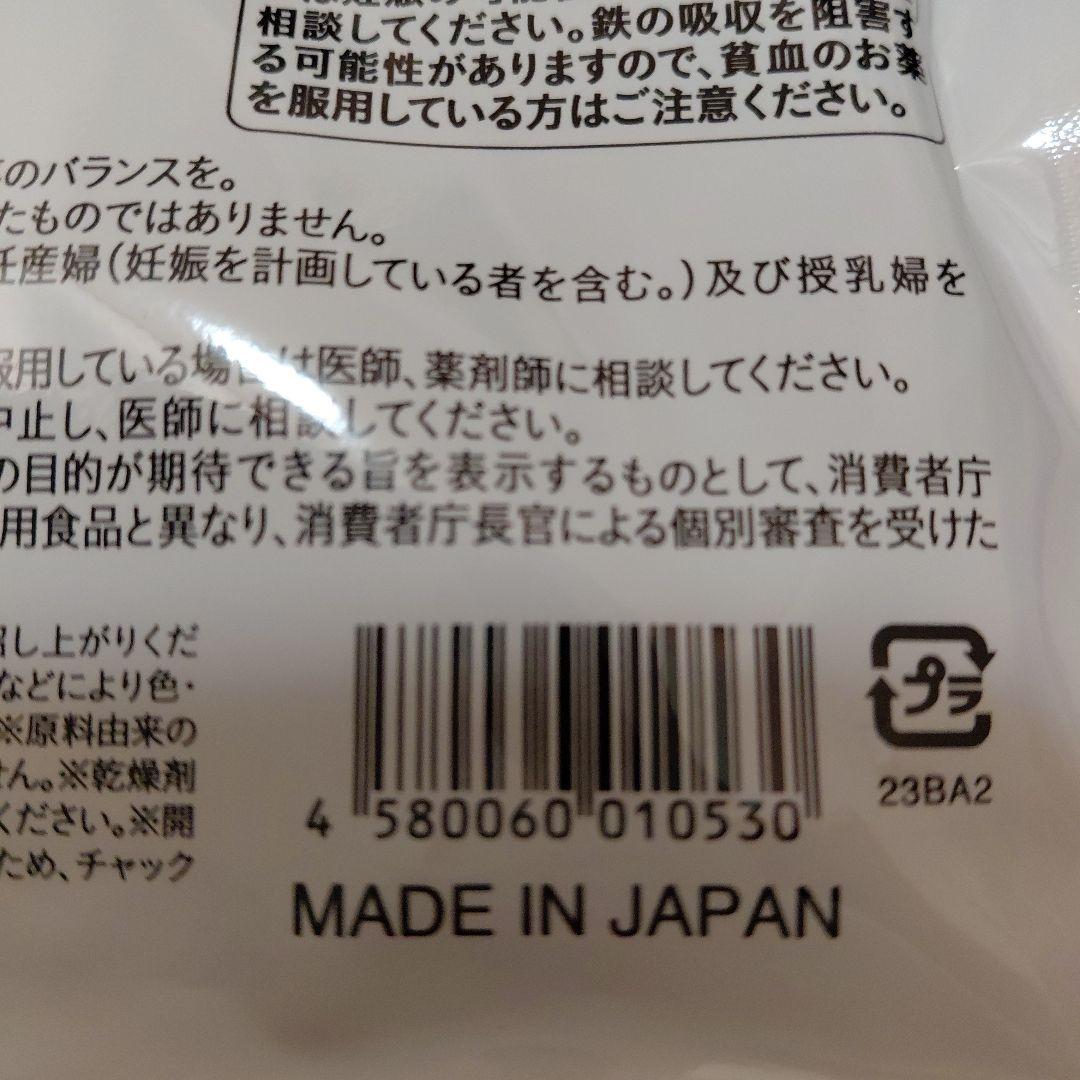 相談してください。鉄の吸収を阻害す
る可能性がありますので、貧血のお薬
を服用している方はご注意ください。
のバランスを。
たものではありません。
妊産婦(妊娠を計画している者を含む。)及び授乳婦を
服用している場合は医師、薬剤師に相談してください。
中止し、医師に相談してください。
の目的が期待できる旨を表示するものとして、消費者庁
用食品と異なり、消費者庁長官による個別審査を受けた
召し上がりくだ
などにより色・
※原料由来の
せん。※乾燥剤
ください。※開
ため、チャック
プラ
23BA2
4 580060 010530
MADE IN JAPAN